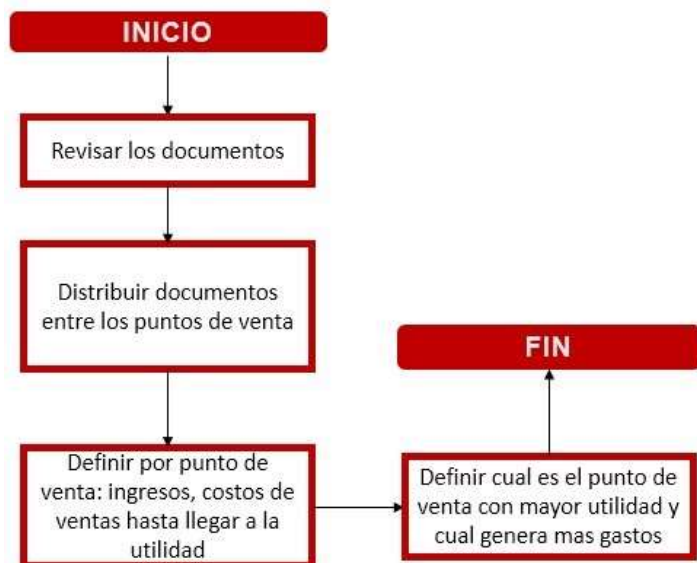 INICIO
Revisar los documentos
Distribuir documentos
entre los puntos de venta
Definir por punto de
venta: ingresos, costos de
ventas hasta llegar a la
utilidad
Definir cual es el punto de
venta con mayor utilidad y
cual genera mas gastos
FIN